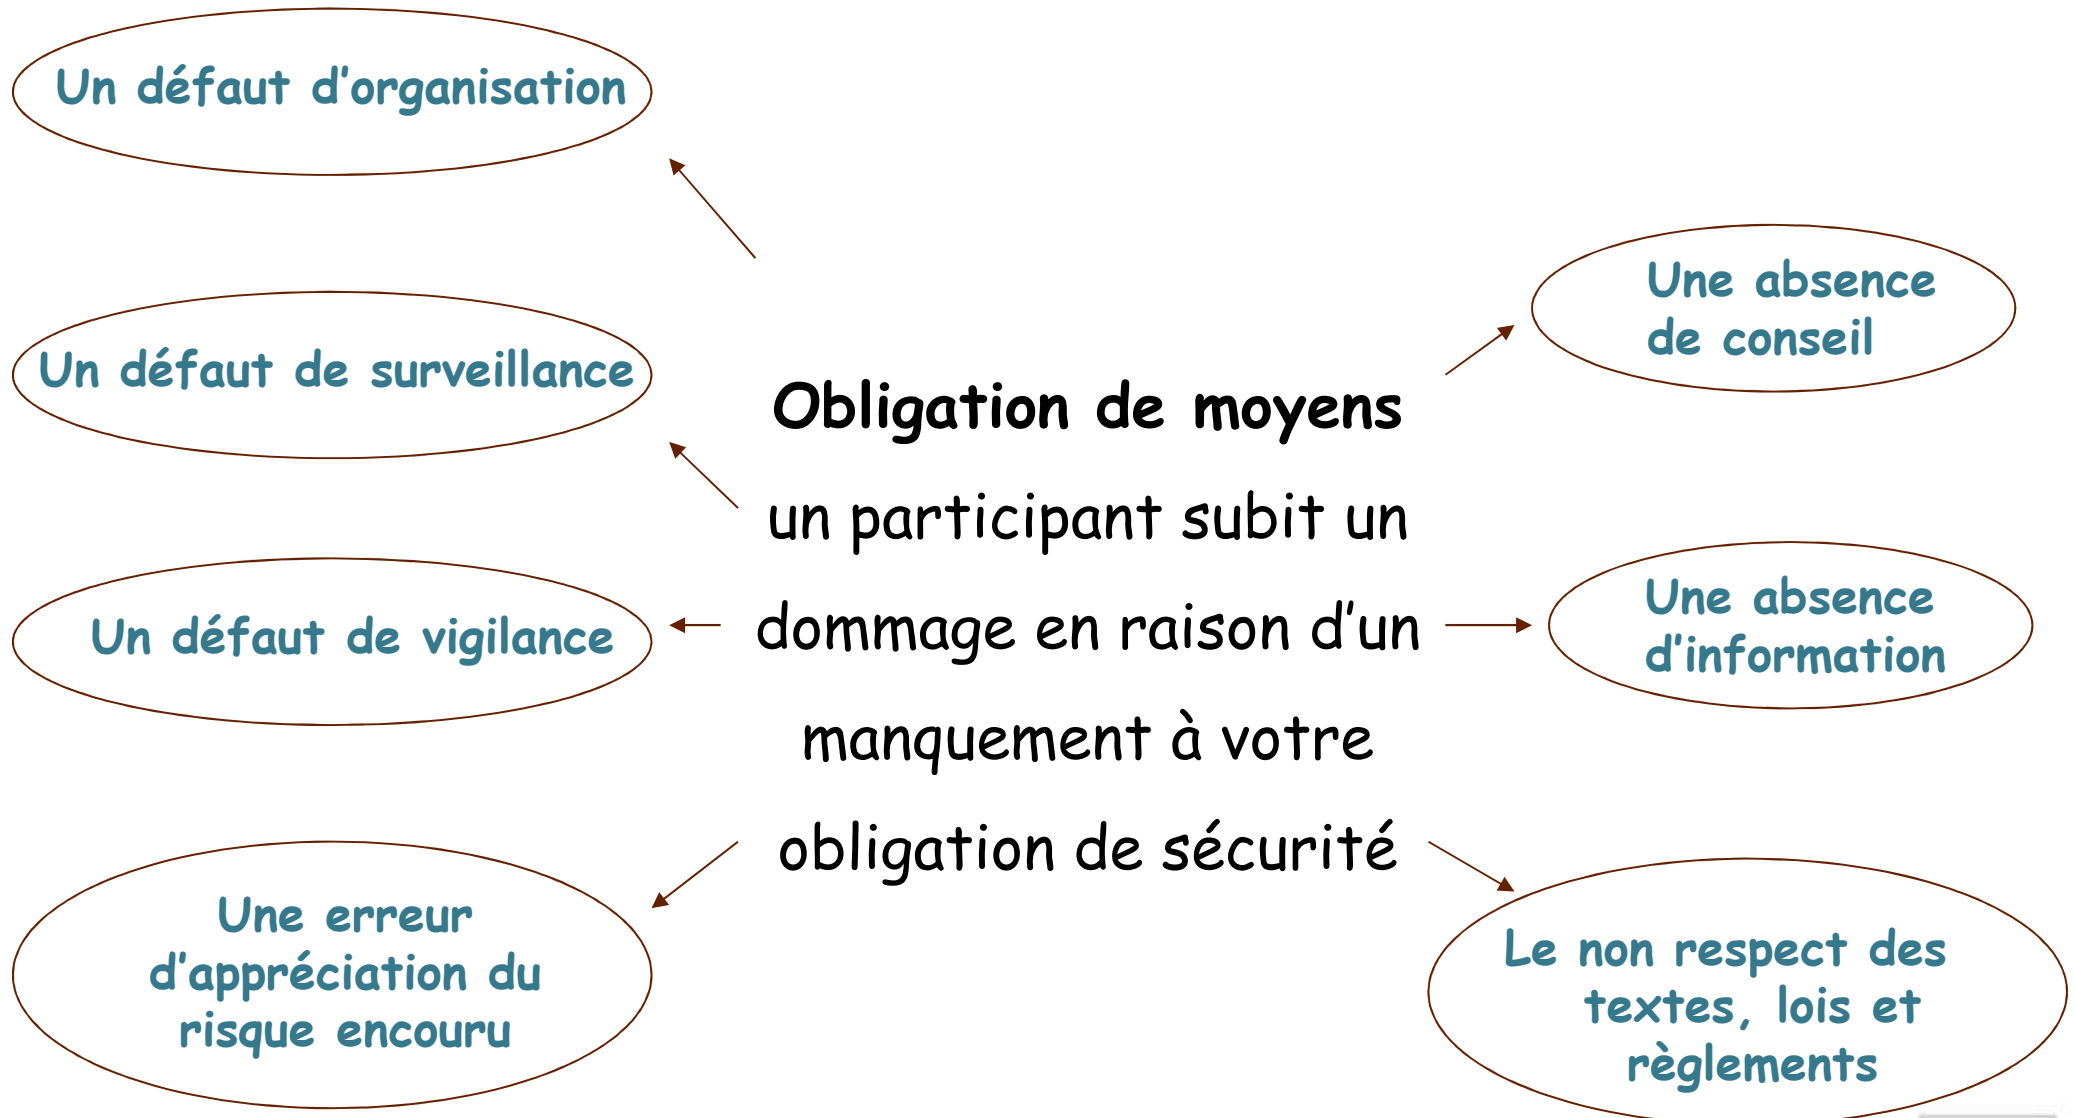 Un défaut d'organisation
Un défaut de surveillance
Un défaut de vigilance
Une erreur
d'appréciation du
risque encouru
Obligation de moyens
un participant subit un
dommage en raison d'un
manquement à votre
obligation de sécurité
Une absence
de conseil
Une absence
d'information
Le non respect des
textes, lois et
règlements